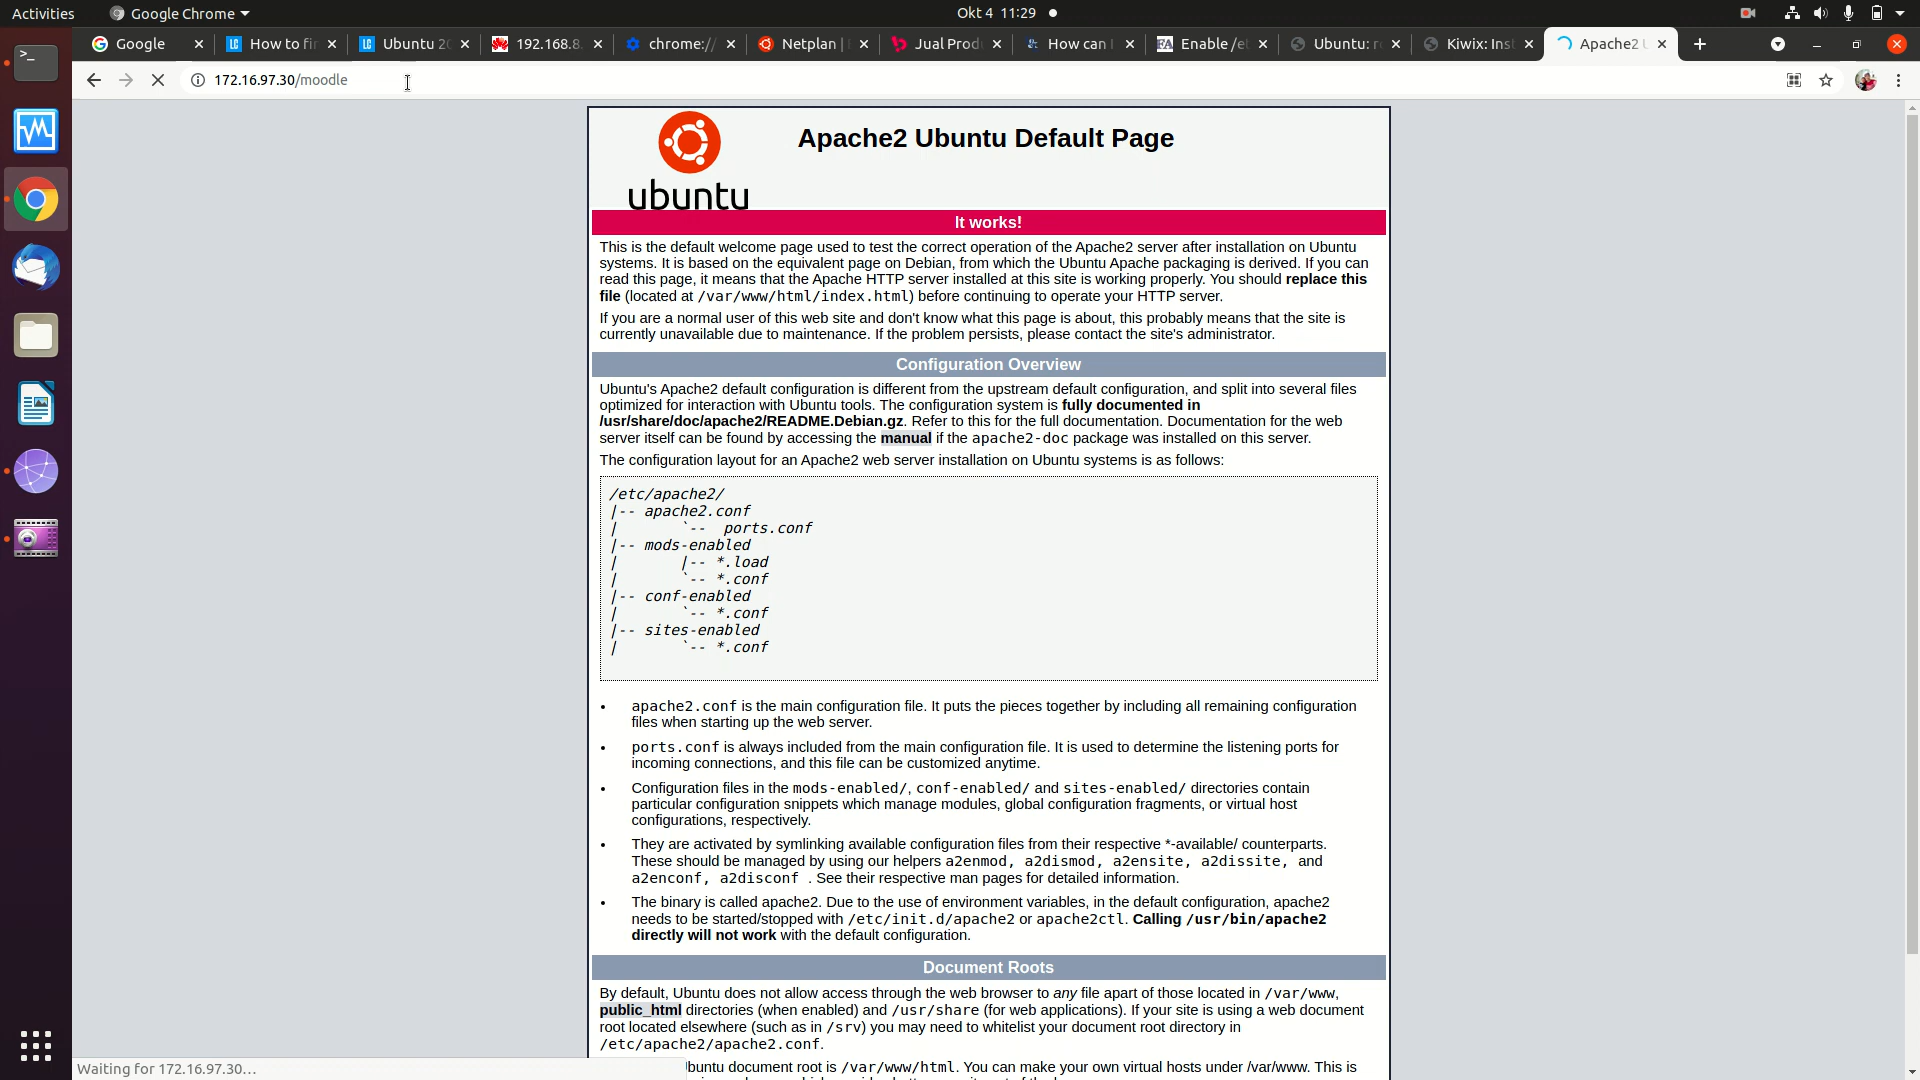 Activities
Google Chrome
Okt 4 11:29
Google
How to fin
Ubuntu 20
192.168.8.
chrome://
Netplan |
Jual Produ
How can I
Enable /et
Ubuntu: r
Kiwix: Inst
Apache2 U
172.16.97.30/moodle
ubuntu
Apache2 Ubuntu Default Page
It works!
This is the default welcome page used to test the correct operation of the Apache2 server after installation on Ubuntu
systems. It is based on the equivalent page on Debian, from which the Ubuntu Apache packaging is derived. If you can
read this page, it means that the Apache HTTP server installed at this site is working properly. You should replace this
file (located at /var/www/html/index.html) before continuing to operate your HTTP server.
If you are a normal user of this web site and don't know what this page is about, this probably means that the site is
currently unavailable due to maintenance. If the problem persists, please contact the site's administrator.
Configuration Overview
Ubuntu's Apache2 default configuration is different from the upstream default configuration, and split into several files
optimized for interaction with Ubuntu tools. The configuration system is fully documented in
/usr/share/doc/apache2/README.Debian.gz. Refer to this for the full documentation. Documentation for the web
server itself can be found by accessing the manual if the apache2-doc package was installed on this server.
The configuration layout for an Apache2 web server installation on Ubuntu systems is as follows:
/etc/apache2/
|-- apache2.conf
|       `--  ports.conf
|-- mods-enabled
|       |-- *.load
|       `-- *.conf
|-- conf-enabled
|       `-- *.conf
|-- sites-enabled
|       `-- *.conf
• apache2.conf is the main configuration file. It puts the pieces together by including all remaining configuration
files when starting up the web server.
• ports.conf is always included from the main configuration file. It is used to determine the listening ports for
incoming connections, and this file can be customized anytime.
• Configuration files in the mods-enabled/, conf-enabled/ and sites-enabled/ directories contain
particular configuration snippets which manage modules, global configuration fragments, or virtual host
configurations, respectively.
• They are activated by symlinking available configuration files from their respective *-available/ counterparts.
These should be managed by using our helpers a2enmod, a2dismod, a2ensite, a2dissite, and
a2enconf, a2disconf . See their respective man pages for detailed information.
• The binary is called apache2. Due to the use of environment variables, in the default configuration, apache2
needs to be started/stopped with /etc/init.d/apache2 or apache2ctl. Calling /usr/bin/apache2
directly will not work with the default configuration.
Document Roots
By default, Ubuntu does not allow access through the web browser to any file apart of those located in /var/www,
public_html directories (when enabled) and /usr/share (for web applications). If your site is using a web document
root located elsewhere (such as in /srv) you may need to whitelist your document root directory in
/etc/apache2/apache2.conf.
buntu document root is /var/www/html. You can make your own virtual hosts under /var/www. This is
Waiting for 172.16.97.30...